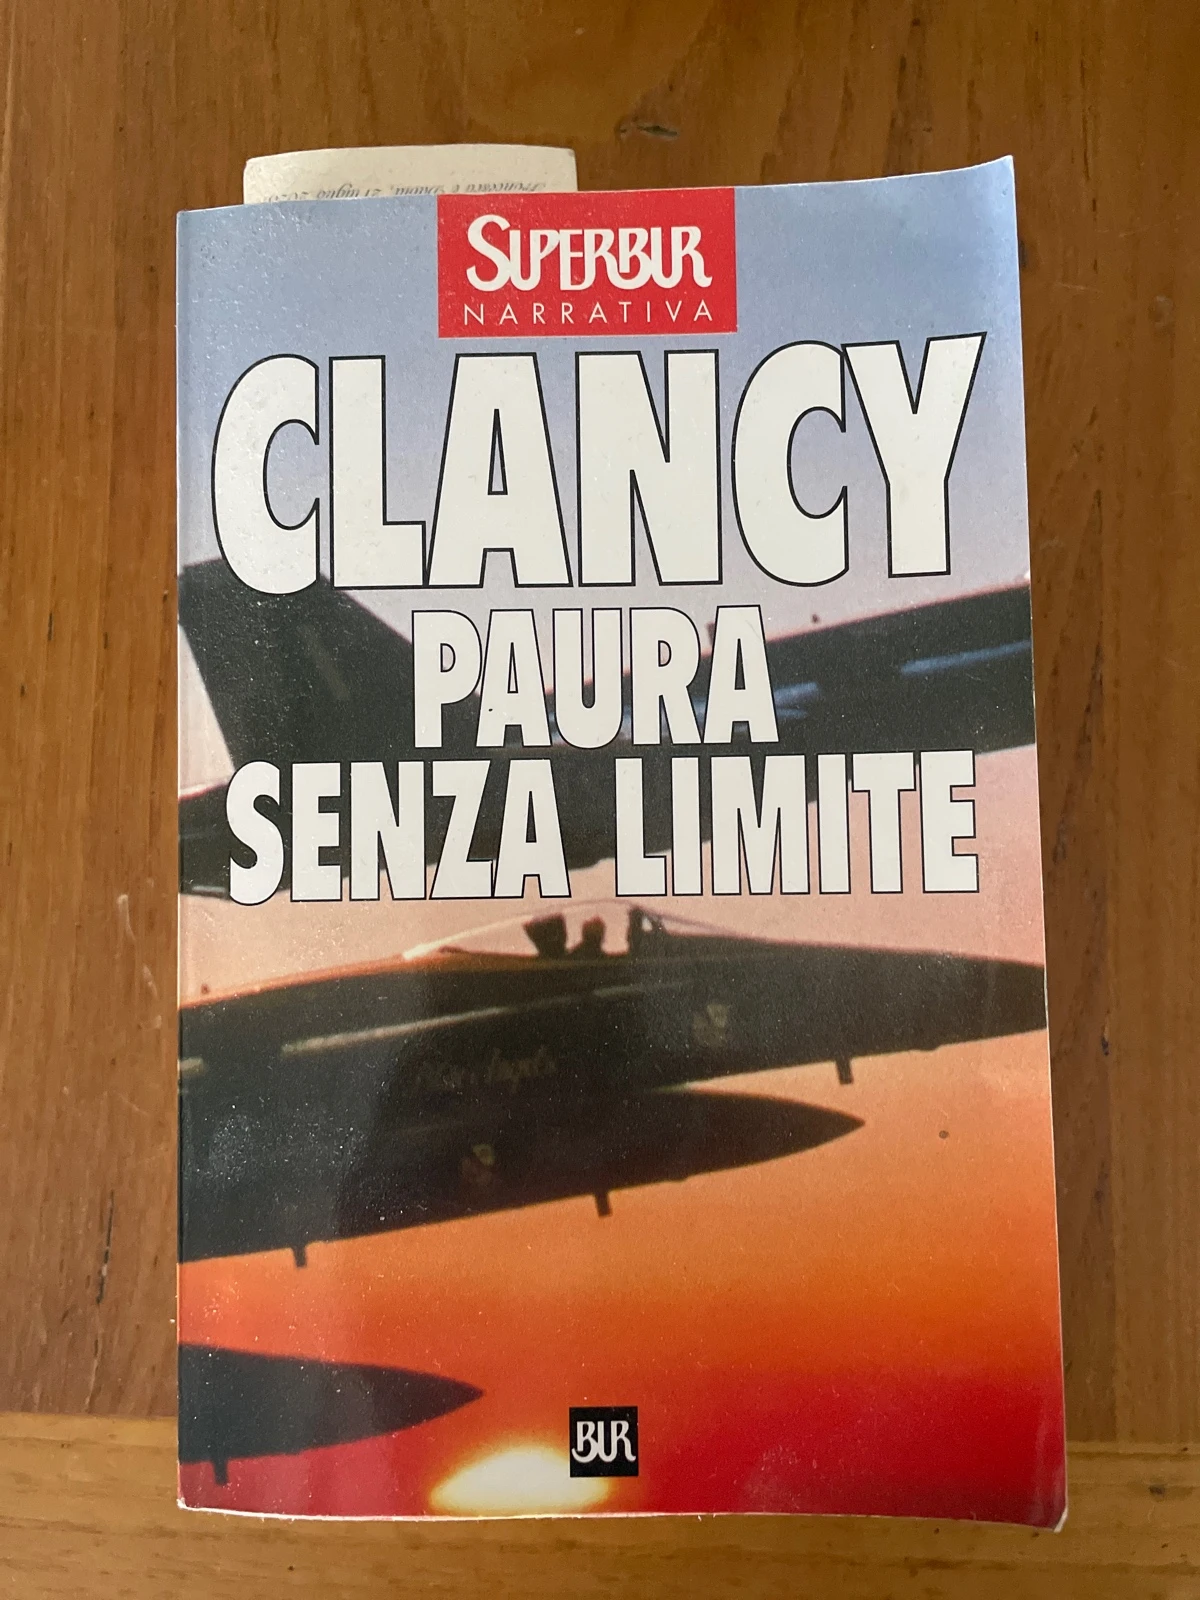 SUPERBUR
NARRATIVA
CLANCY
PAURA
SENZA LIMITE
BUR